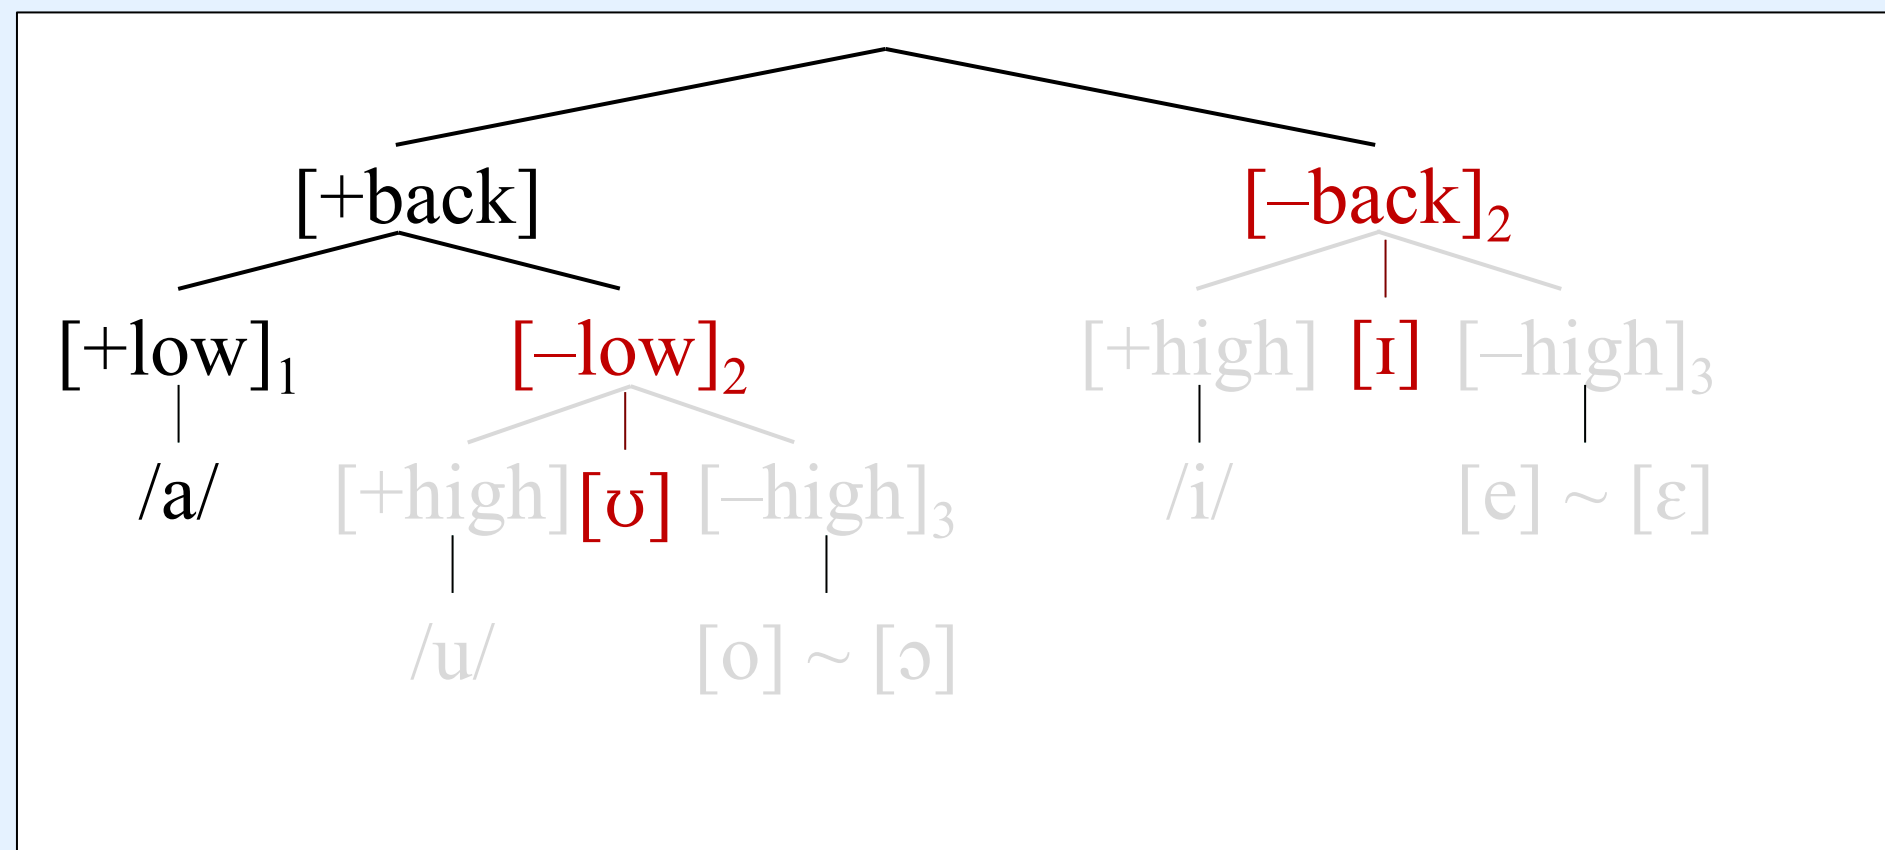 [+back] [–back]₂
[+low]₁ [–low]₂ [+high] [ɪ] [–high]₃
/a/ [+high] [ʊ] [–high]₃ /i/ [e] ~ [ɛ]
/u/ [o] ~ [ɔ]